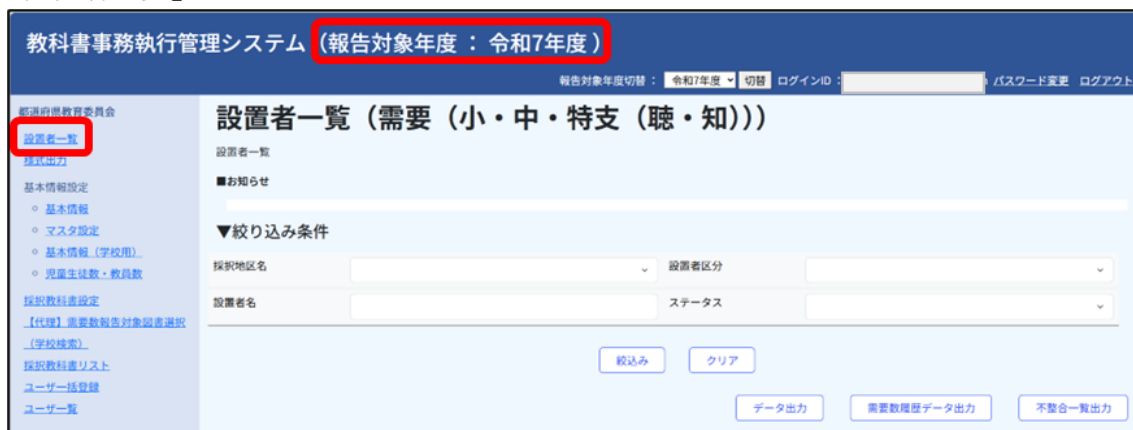 教科書事務執行管理システム（報告対象年度 ： 令和7年度 ）
報告対象年度切替 ： 令和7年度 切替 ログインID : パスワード変更 ログアウト
都道府県教育委員会
設置者一覧
様式出力
基本情報設定
基本情報
マスタ設定
基本情報（学校用）
児童生徒数・教員数
採択教科書設定
【代理】需要数報告対象図書選択
（学校検索）
採択教科書リスト
ユーザ一括登録
ユーザ一覧
設置者一覧（需要（小・中・特支（聴・知）））
設置者一覧
■お知らせ
▼絞り込み条件
採択地区名 設置者区分
設置者名 ステータス
絞込み クリア
データ出力 需要数履歴データ出力 不整合一覧出力